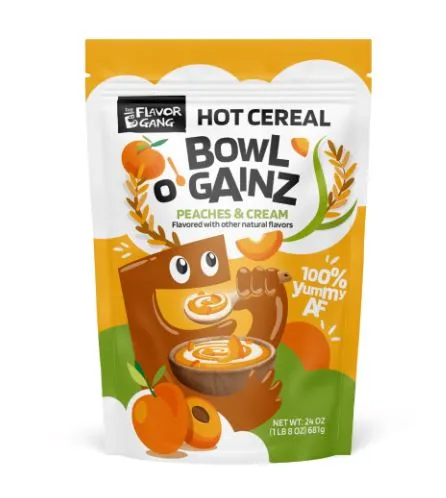 THE
FLAVOR
GANG
HOT CEREAL
BOWL
O' GAINZ
PEACHES & CREAM
Flavored with other natural flavors
100%
Yummy
AF
NET WT. 24 OZ
(1 LB 8 OZ) 681g